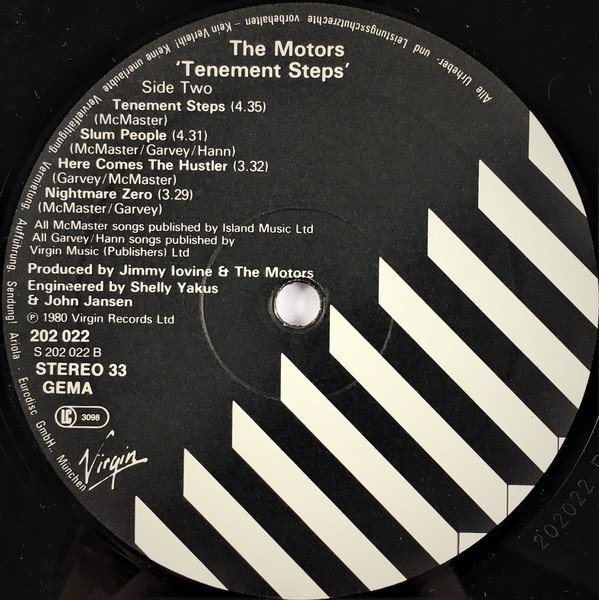 The Motors
'Tenement Steps'
Side Two
Tenement Steps (4.35)
(McMaster)
Slum People (4.31)
(McMaster/Garvey/Hann)
Here Comes The Hustler (3.32)
(Garvey/McMaster)
Nightmare Zero (3.29)
(McMaster/Garvey)
All McMaster songs published by Island Music Ltd
All Garvey/Hann songs published by
Virgin Music (Publishers) Ltd
Produced by Jimmy Iovine & The Motors
Engineered by Shelly Yakus
& John Jansen
℗ 1980 Virgin Records Ltd
202 022
S 202 022 B
STEREO 33
GEMA
LC 3098
Virgin
Alle Urheber- und Leistungsschutzrechte vorbehalten - Kein Verleih! Keine unerlaubte Vervielfältigung, Vermietung, Aufführung, Sendung! Ariola - Eurodisc GmbH., München
202022